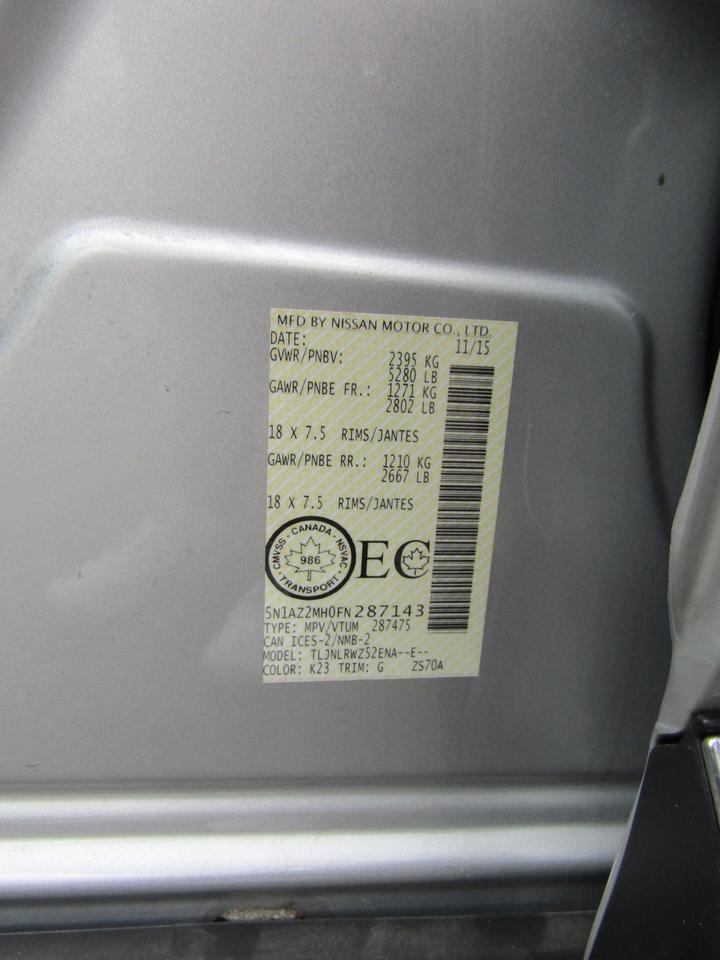 MFD BY NISSAN MOTOR CO., LTD.
DATE: 11/15
GVWR/PNBV: 2395 KG
5280 LB
GAWR/PNBE FR.: 1271 KG
2802 LB
18 X 7.5 RIMS/JANTES
GAWR/PNBE RR.: 1210 KG
2667 LB
18 X 7.5 RIMS/JANTES
CMVSS - CANADA - NSVAC
986
- TRANSPORT -
EC
5N1AZ2MH0FN287143
TYPE: MPV/VTUM 287475
CAN ICES-2/NMB-2
MODEL: TLJNLRWZ52ENA--E--
COLOR: K23 TRIM: G ZS70A